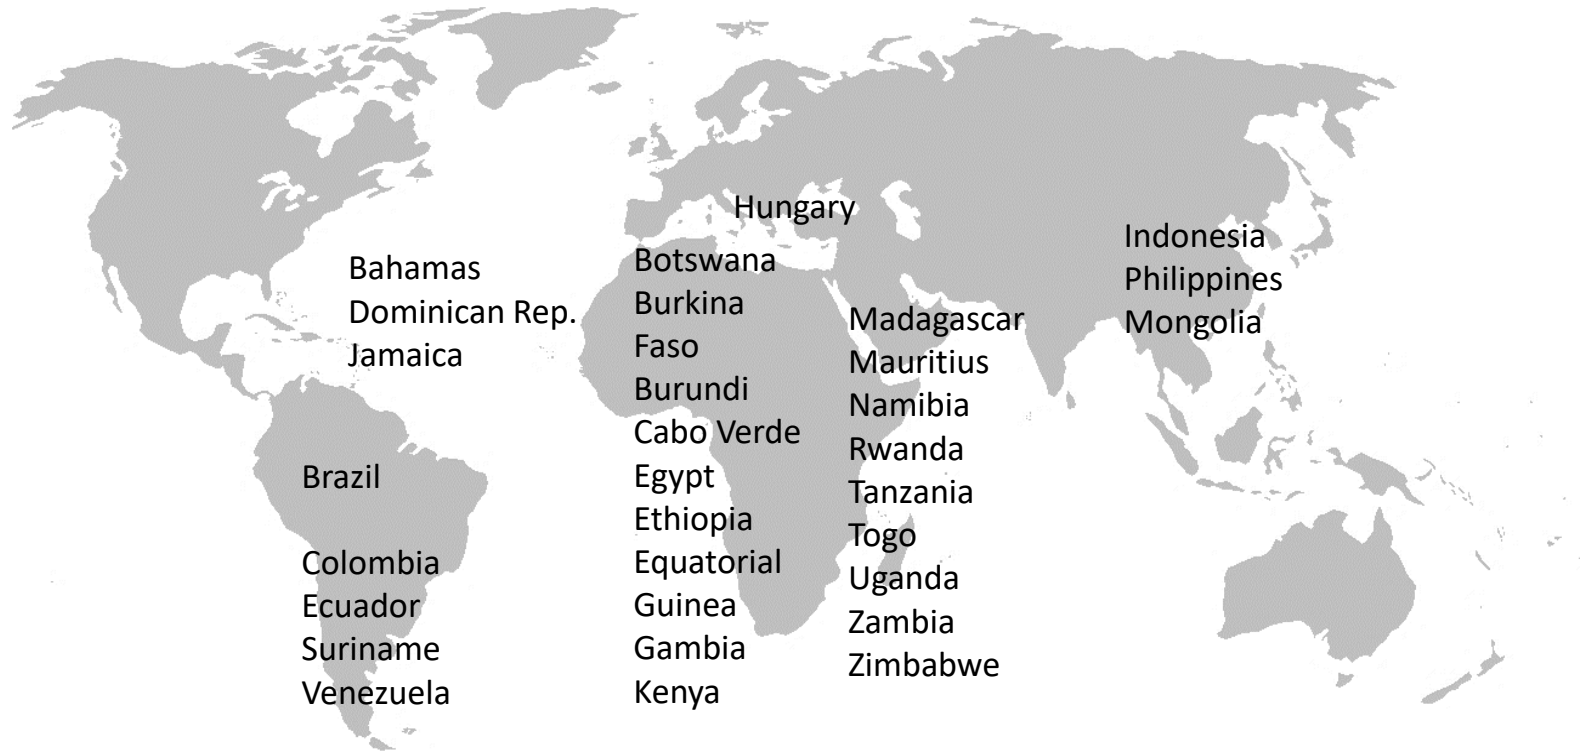 Hungary
Bahamas
Dominican Rep.
Jamaica
Brazil
Colombia
Ecuador
Suriname
Venezuela
Botswana
Burkina
Faso
Burundi
Cabo Verde
Egypt
Ethiopia
Equatorial
Guinea
Gambia
Kenya
Madagascar
Mauritius
Namibia
Rwanda
Tanzania
Togo
Uganda
Zambia
Zimbabwe
Indonesia
Philippines
Mongolia